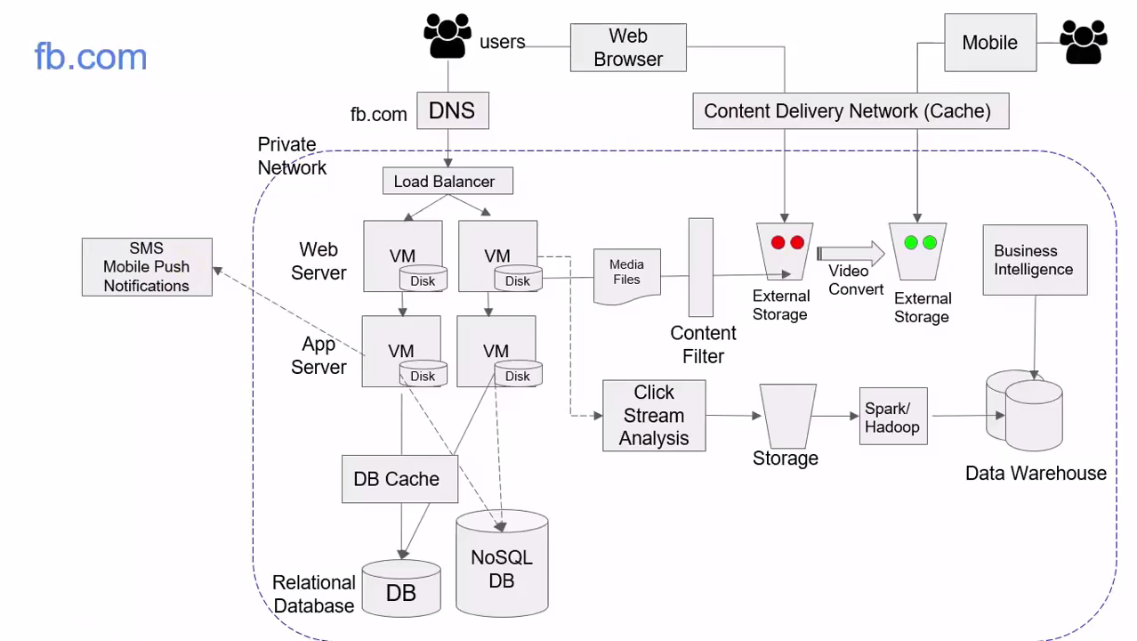 fb.com
users
Web
Browser
Mobile
fb.com
DNS
Content Delivery Network (Cache)
Private
Network
Load Balancer
SMS
Mobile Push
Notifications
Web
Server
VM
Disk
VM
Disk
Media
Files
Content
Filter
External
Storage
Video
Convert
External
Storage
Business
Intelligence
App
Server
VM
Disk
VM
Disk
Click
Stream
Analysis
Storage
Spark/
Hadoop
Data Warehouse
DB Cache
Relational
Database
DB
NoSQL
DB